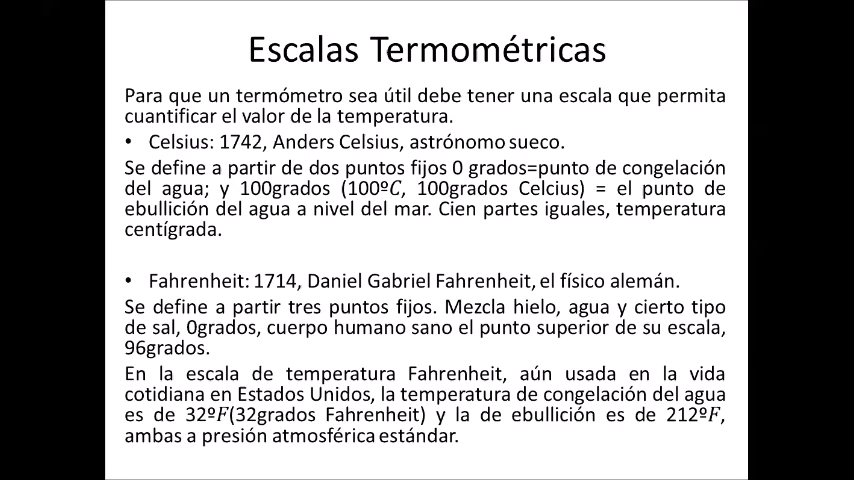 Escalas Termométricas
Para que un termómetro sea útil debe tener una escala que permita
cuantificar el valor de la temperatura.
• Celsius: 1742, Anders Celsius, astrónomo sueco.
Se define a partir de dos puntos fijos 0 grados=punto de congelación
del agua; y 100grados (100ºC, 100grados Celcius) = el punto de
ebullición del agua a nivel del mar. Cien partes iguales, temperatura
centígrada.
• Fahrenheit: 1714, Daniel Gabriel Fahrenheit, el físico alemán.
Se define a partir tres puntos fijos. Mezcla hielo, agua y cierto tipo
de sal, 0grados, cuerpo humano sano el punto superior de su escala,
96grados.
En la escala de temperatura Fahrenheit, aún usada en la vida
cotidiana en Estados Unidos, la temperatura de congelación del agua
es de 32ºF(32grados Fahrenheit) y la de ebullición es de 212ºF,
ambas a presión atmosférica estándar.